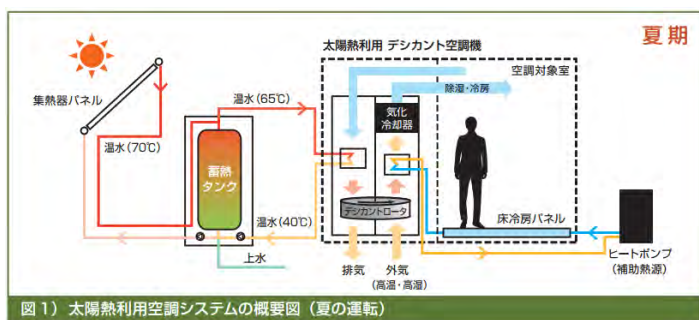 夏期
太陽熱利用 デシカント空調機
空調対象室
集熱器パネル
温水(65℃)
除湿・冷房
気化
冷却器
温水(70℃)
蓄熱
タンク
デシカントロータ
温水(40℃)
床冷房パネル
上水
排気
外気
(高温・高湿)
ヒートポンプ
(補助熱源)
図1）太陽熱利用空調システムの概要図（夏の運転）